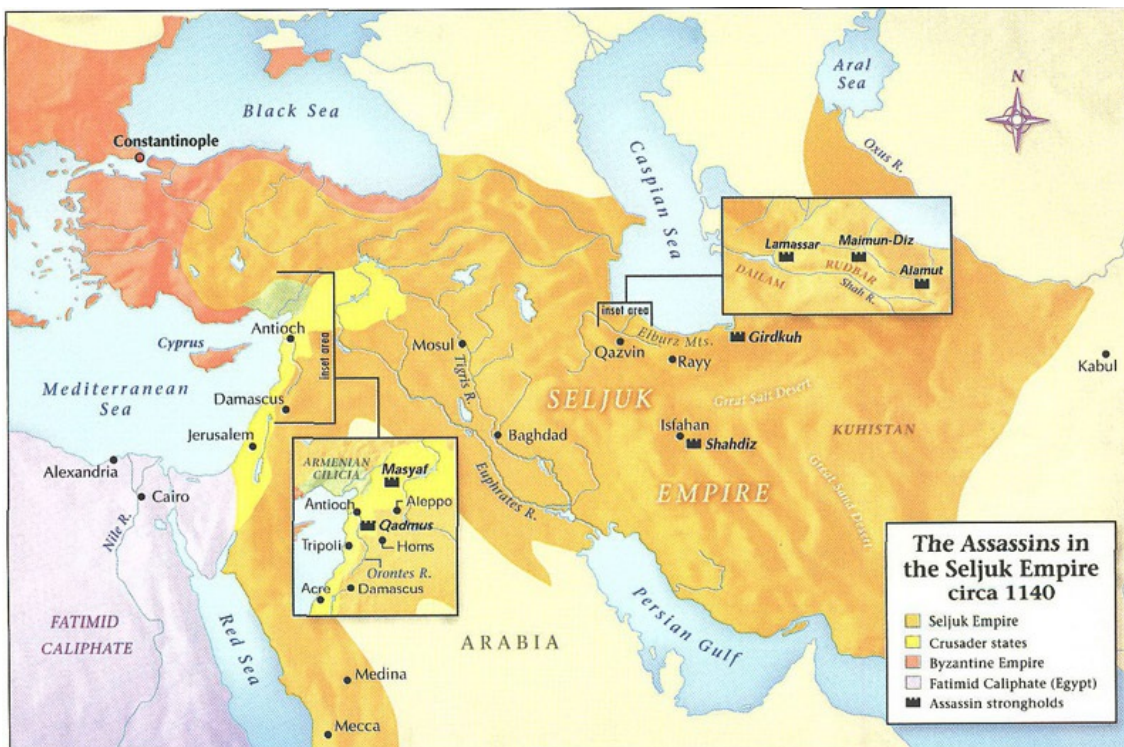 Black Sea
Aral
Sea
N
Constantinople
Oxus R.
Caspian Sea
Lamassar
Maimun-Diz
DAILAM
RUDBAR
Alamut
Shah R.
Antioch
inset area
Cyprus
Mosul
Tigris R.
inset area
Elburz Mts.
Qazvin
Rayy
Girdkuh
Kabul
Mediterranean
Sea
Damascus
SELJUK
Great Salt Desert
Jerusalem
Baghdad
Isfahan
Shahdiz
KUHISTAN
Alexandria
Cairo
Nile R.
Euphrates R.
EMPIRE
Great Sand Desert
ARMENIAN
CILICIA
Masyaf
Antioch
Aleppo
Qadmus
Tripoli
Homs
Orontes R.
Acre
Damascus
FATIMID
CALIPHATE
Red Sea
ARABIA
Persian Gulf
Medina
Mecca
The Assassins in
the Seljuk Empire
circa 1140
Seljuk Empire
Crusader states
Byzantine Empire
Fatimid Caliphate (Egypt)
Assassin strongholds